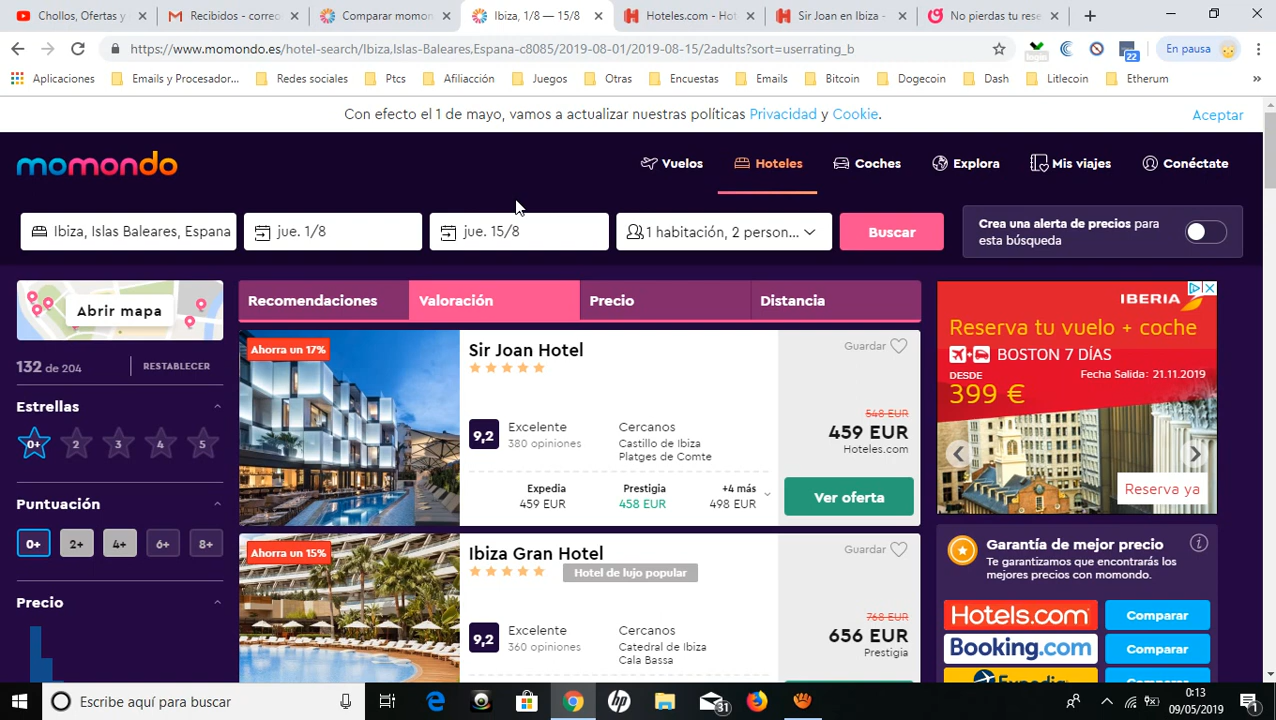 Chollos, Ofertas y
Recibidos - correo
Comparar momon
Ibiza, 1/8 — 15/8
Hoteles.com - Hot
Sir Joan en Ibiza -
No pierdas tu rese
https://www.momondo.es/hotel-search/Ibiza,Islas-Baleares,Espana-c8085/2019-08-01/2019-08-15/2adults?sort=userrating_b
22
En pausa
Aplicaciones
Emails y Procesador...
Redes sociales
Ptcs
Afiliacción
Juegos
Otras
Encuestas
Emails
Bitcoin
Dogecoin
Dash
Litlecoin
Etherum
»
Con efecto el 1 de mayo, vamos a actualizar nuestras políticas Privacidad y Cookie.
Aceptar
momondo
Vuelos
Hoteles
Coches
Explora
Mis viajes
Conéctate
Ibiza, Islas Baleares, Espana
jue. 1/8
jue. 15/8
1 habitación, 2 person...
Buscar
Crea una alerta de precios para
esta búsqueda
Abrir mapa
132 de 204
RESTABLECER
Estrellas
0+ 2 3 4 5
Puntuación
0+ 2+ 4+ 6+ 8+
Precio
Recomendaciones
Valoración
Precio
Distancia
Ahorra un 17%
Sir Joan Hotel
Guardar
9,2
Excelente
380 opiniones
Cercanos
Castillo de Ibiza
Platges de Comte
548 EUR
459 EUR
Hoteles.com
Expedia
459 EUR
Prestigia
458 EUR
+4 más
498 EUR
Ver oferta
Ahorra un 15%
Ibiza Gran Hotel
Hotel de lujo popular
Guardar
9,2
Excelente
360 opiniones
Cercanos
Catedral de Ibiza
Cala Bassa
768 EUR
656 EUR
Prestigia
IBERIA
Reserva tu vuelo + coche
BOSTON 7 DÍAS
DESDE
Fecha Salida: 21.11.2019
399 €
Reserva ya
Garantía de mejor precio
Te garantizamos que encontrarás los
mejores precios con momondo.
Hotels.com
Comparar
Booking.com
Comparar
Expedia
Escribe aquí para buscar
hp
31
0:13
09/05/2019
1